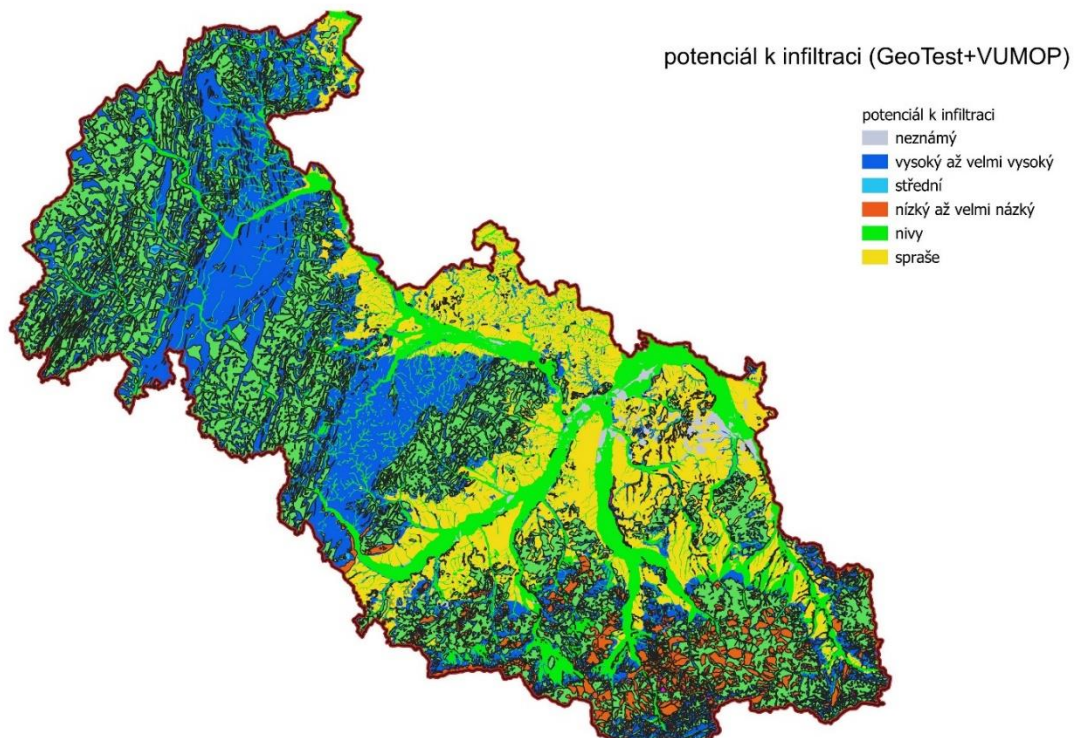 potenciál k infiltraci (GeoTest+VUMOP)
potenciál k infiltraci
neznámý
vysoký až velmi vysoký
střední
nízký až velmi názký
nivy
spraše